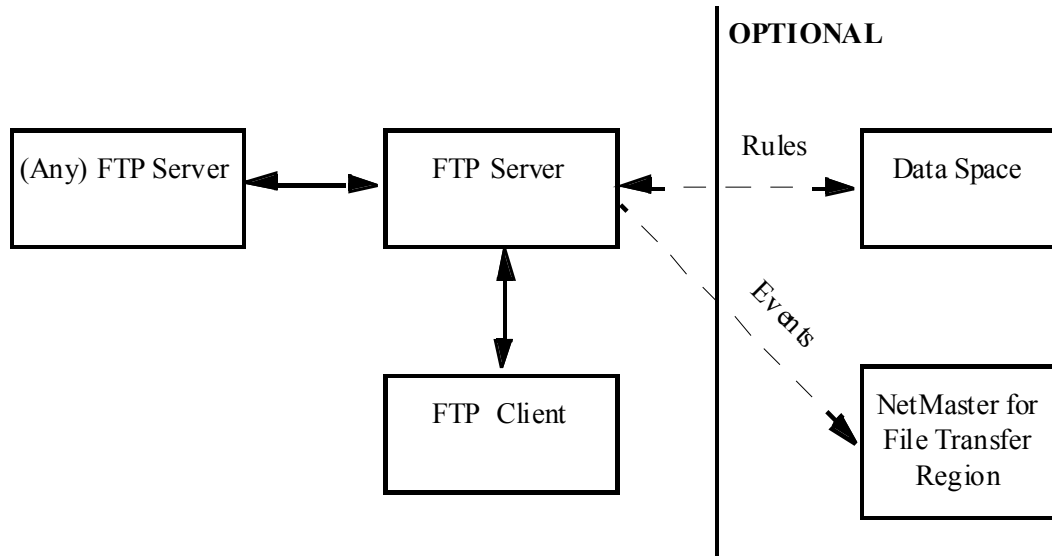 OPTIONAL
(Any) FTP Server
FTP Server
Rules
Data Space
Events
FTP Client
NetMaster for
File Transfer
Region